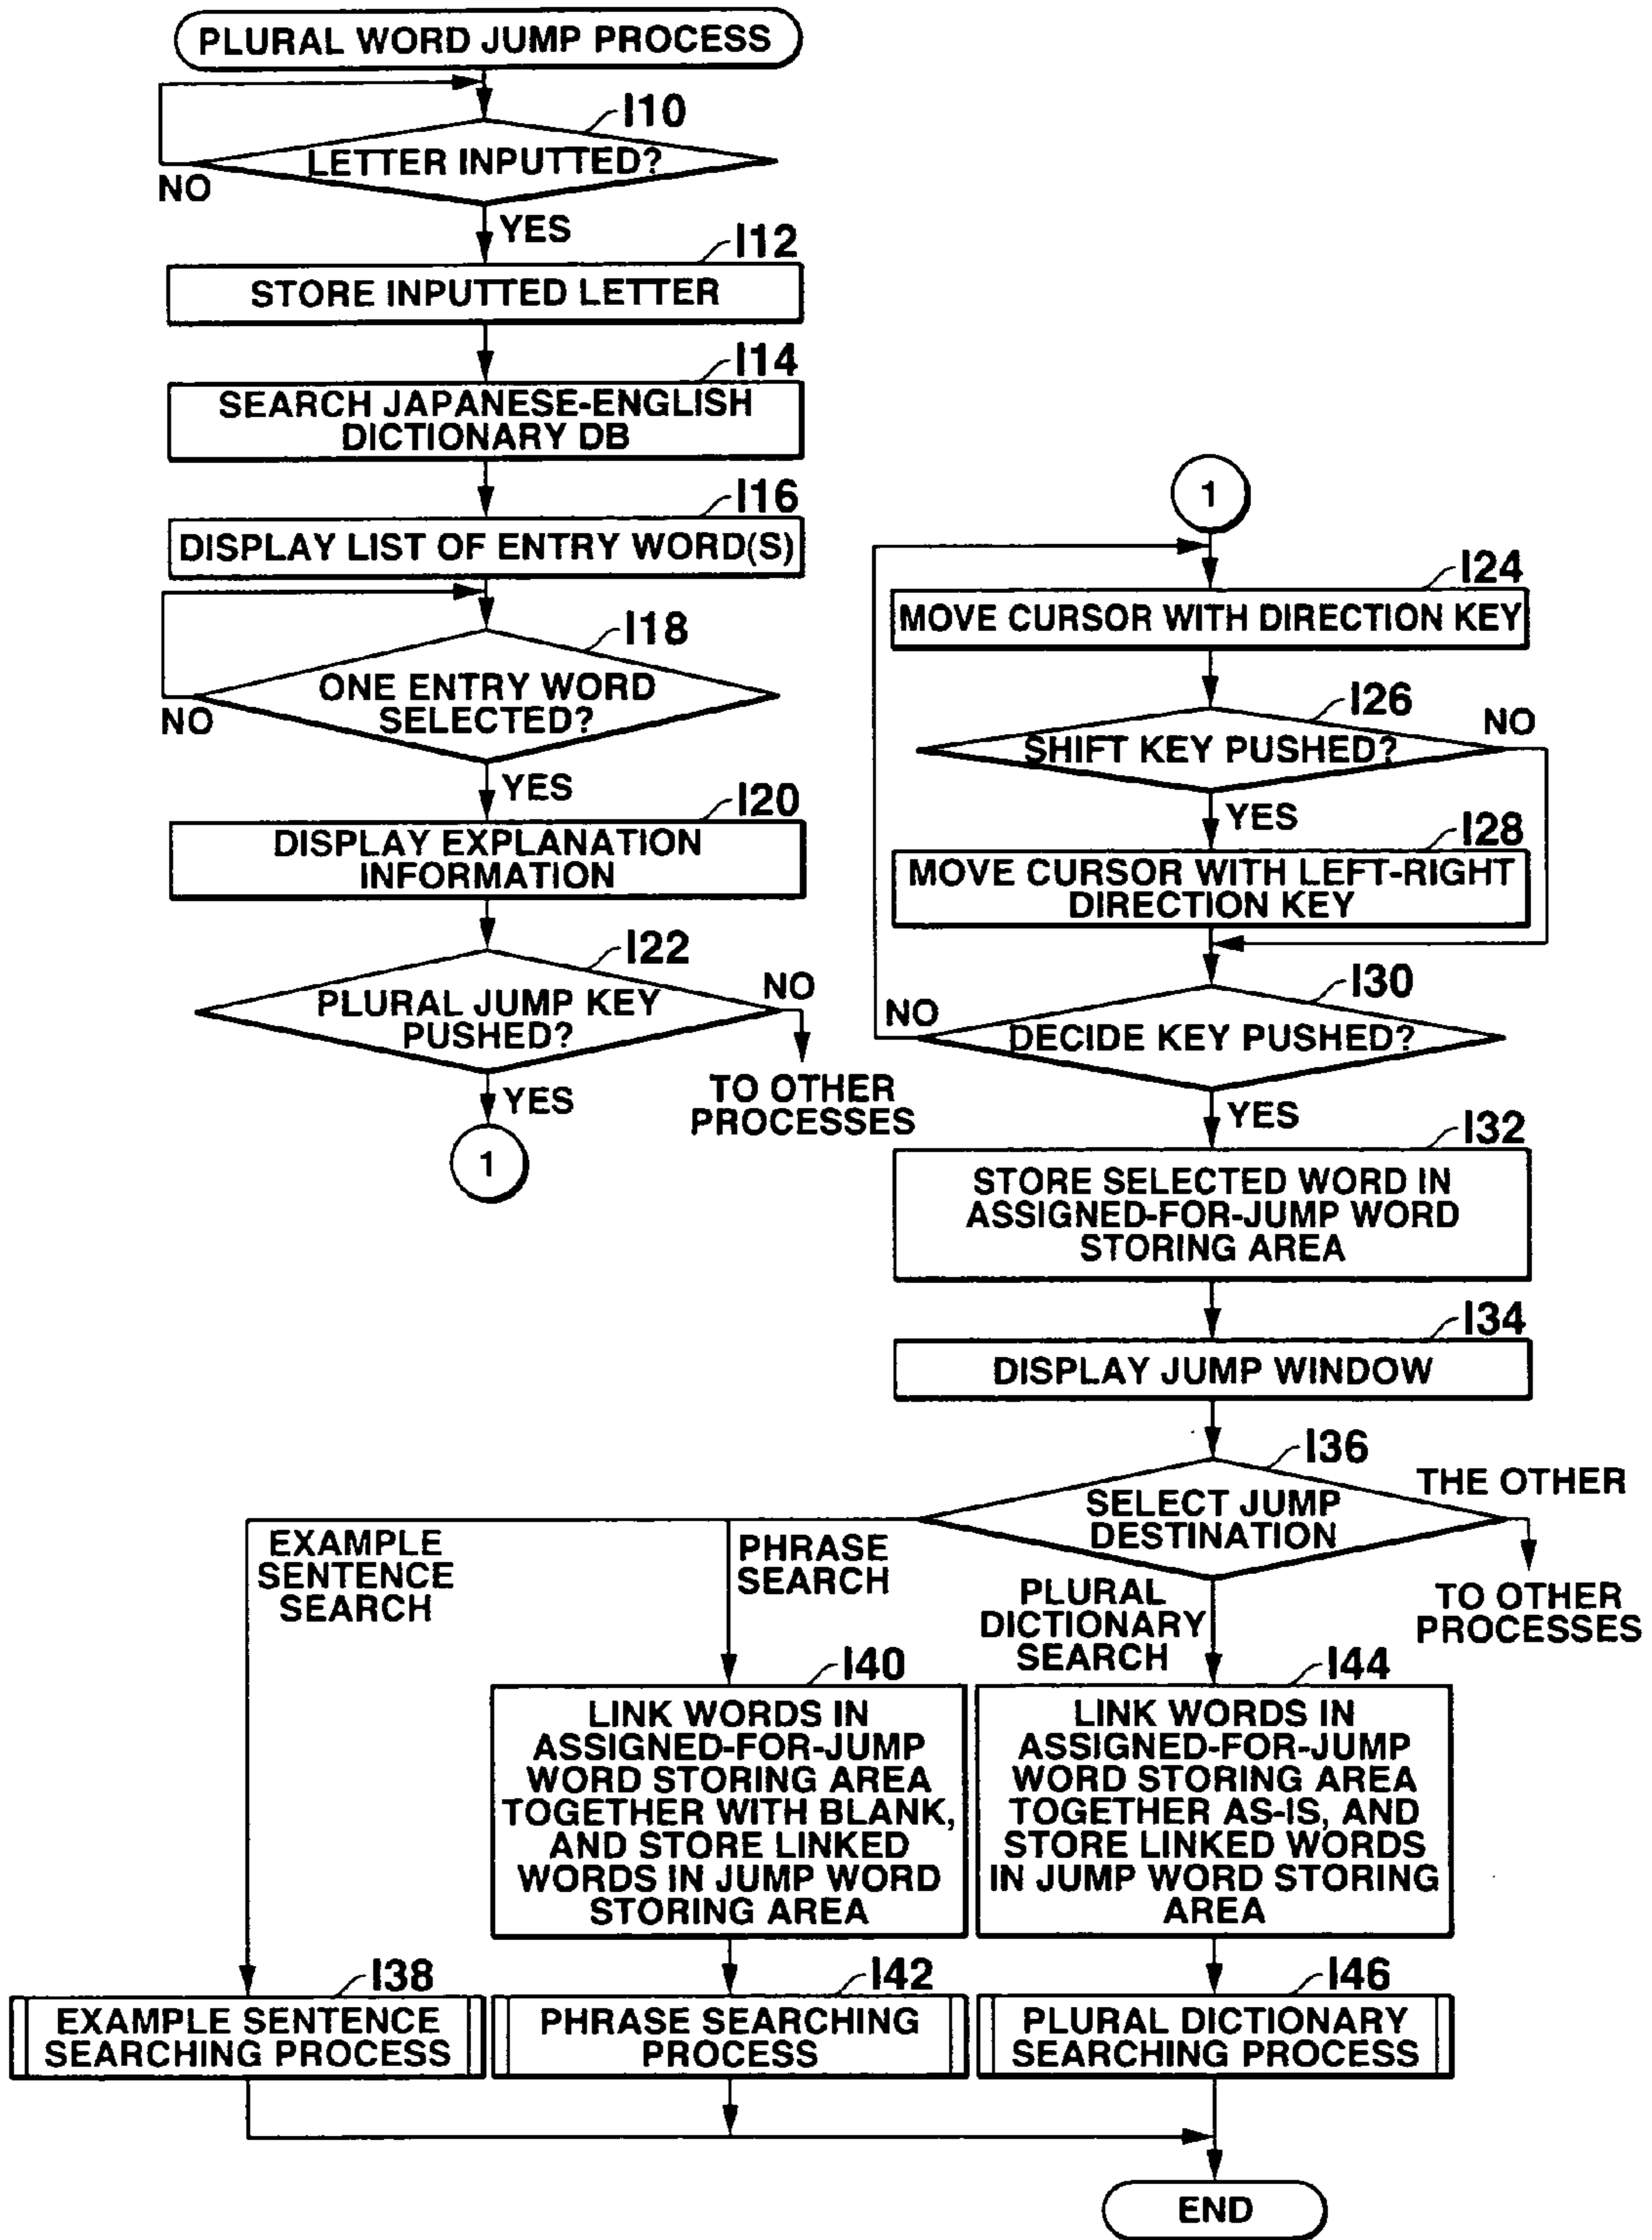 PLURAL WORD JUMP PROCESS
I10
LETTER INPUTTED?
NO
YES
I12
STORE INPUTTED LETTER
I14
SEARCH JAPANESE-ENGLISH
DICTIONARY DB
I16
DISPLAY LIST OF ENTRY WORD(S)
I18
ONE ENTRY WORD
SELECTED?
NO
YES
I20
DISPLAY EXPLANATION
INFORMATION
I22
PLURAL JUMP KEY
PUSHED?
NO
TO OTHER
PROCESSES
YES
1
1
I24
MOVE CURSOR WITH DIRECTION KEY
I26
SHIFT KEY PUSHED?
NO
YES
I28
MOVE CURSOR WITH LEFT-RIGHT
DIRECTION KEY
I30
DECIDE KEY PUSHED?
NO
YES
I32
STORE SELECTED WORD IN
ASSIGNED-FOR-JUMP WORD
STORING AREA
I34
DISPLAY JUMP WINDOW
I36
SELECT JUMP
DESTINATION
THE OTHER
TO OTHER
PROCESSES
EXAMPLE
SENTENCE
SEARCH
PHRASE
SEARCH
PLURAL
DICTIONARY
SEARCH
I40
LINK WORDS IN
ASSIGNED-FOR-JUMP
WORD STORING AREA
TOGETHER WITH BLANK,
AND STORE LINKED
WORDS IN JUMP WORD
STORING AREA
I44
LINK WORDS IN
ASSIGNED-FOR-JUMP
WORD STORING AREA
TOGETHER AS-IS, AND
STORE LINKED WORDS
IN JUMP WORD STORING
AREA
I38
EXAMPLE SENTENCE
SEARCHING PROCESS
I42
PHRASE SEARCHING
PROCESS
I46
PLURAL DICTIONARY
SEARCHING PROCESS
END